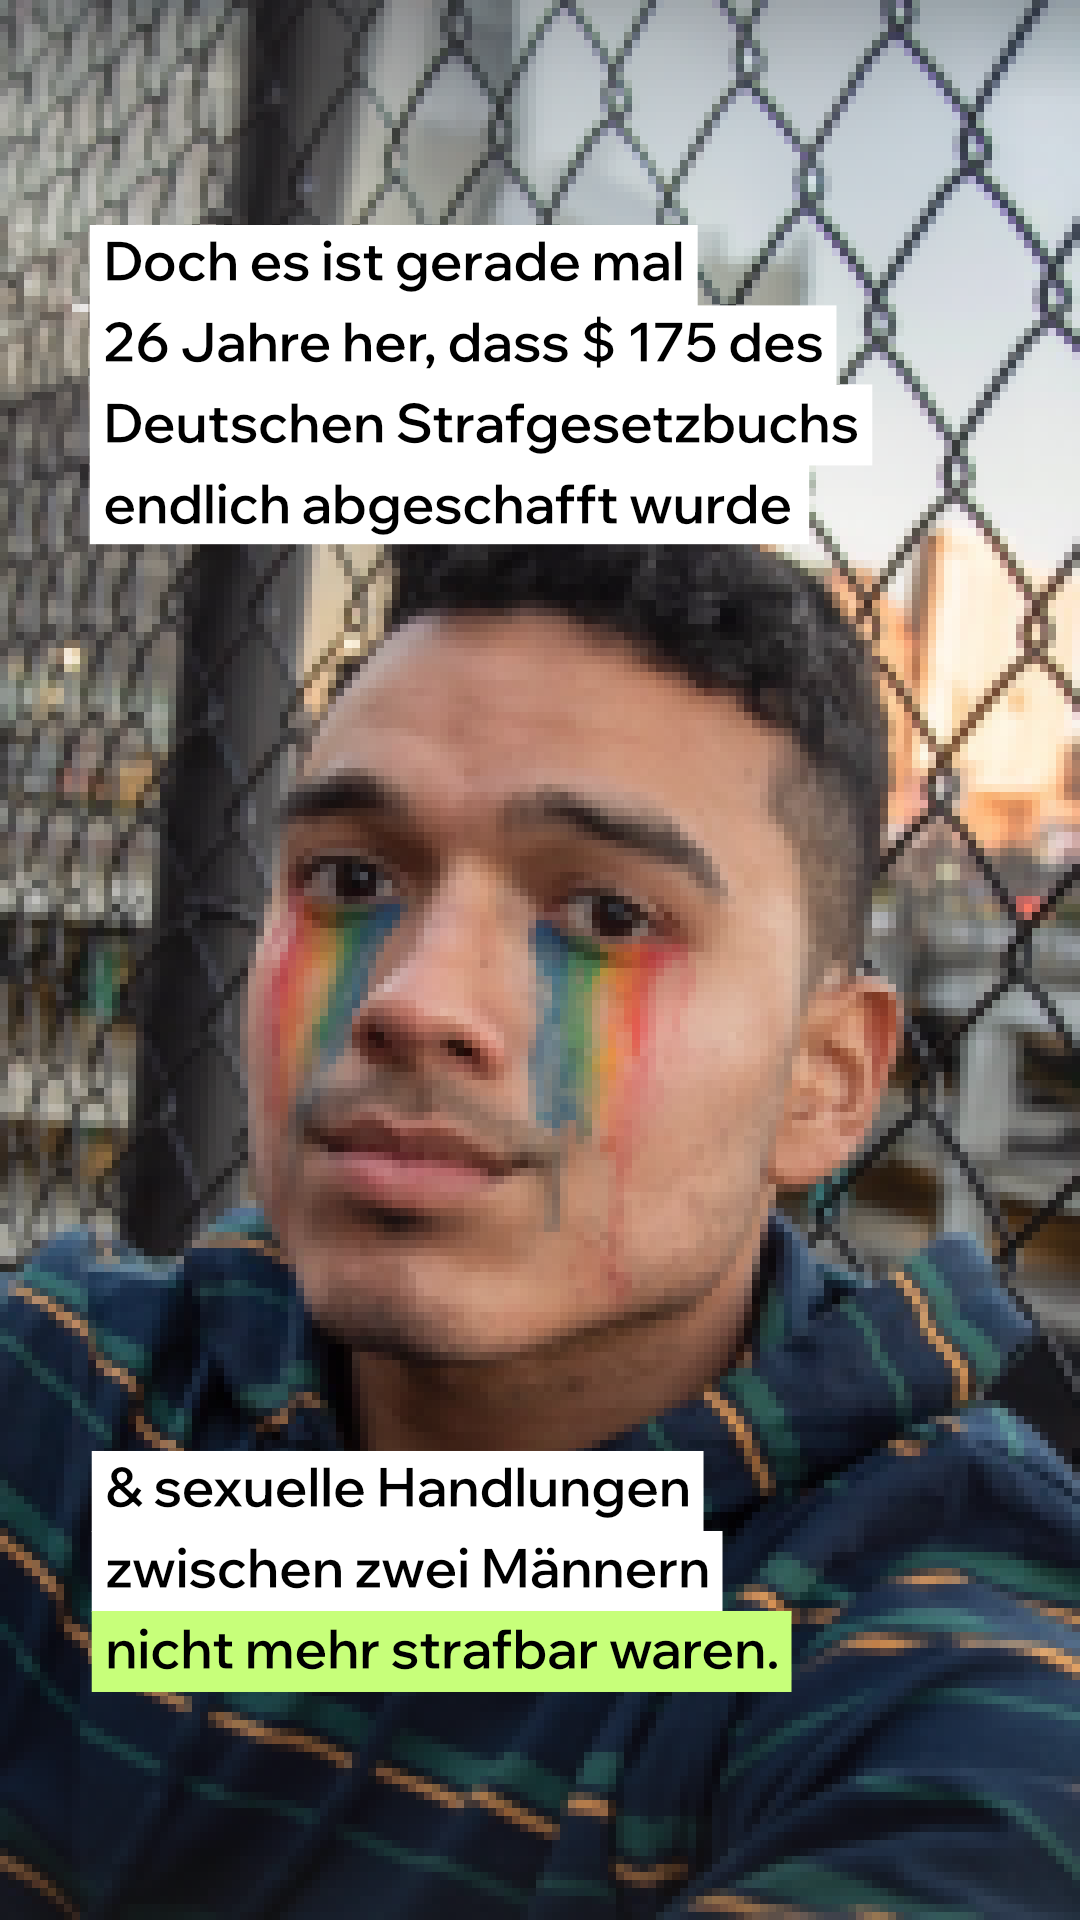 Doch es ist gerade mal
26 Jahre her, dass $ 175 des
Deutschen Strafgesetzbuchs
endlich abgeschafft wurde
& sexuelle Handlungen
zwischen zwei Männern
nicht mehr strafbar waren.